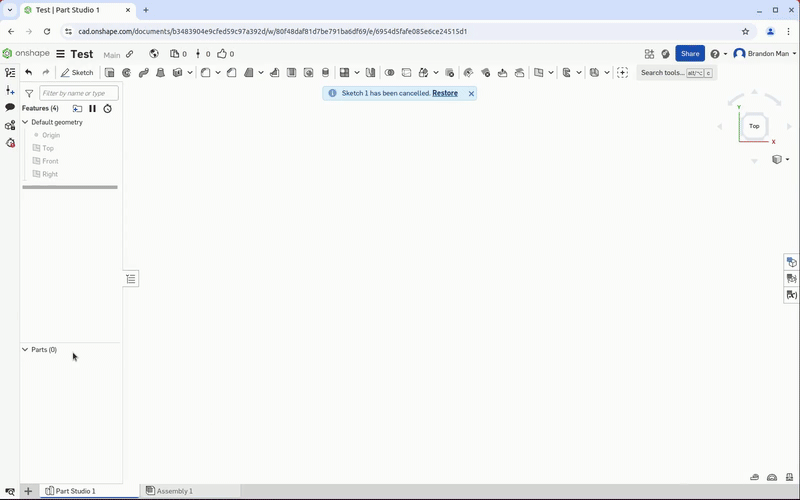 Test | Part Studio 1
cad.onshape.com/documents/b3483904e9cfed59c97a392d/w/80f48daf81d7be791ba6df69/e/6954d5fafe085e6ce24515d1
onshape
Test
Main
0
0
0
Share
Brandon Man
Sketch
Search tools...
alt/⌥
c
Filter by name or type
Sketch 1 has been cancelled. Restore
Features (4)
Default geometry
Origin
Top
Front
Right
Y
Top
X
Parts (0)
Part Studio 1
Assembly 1